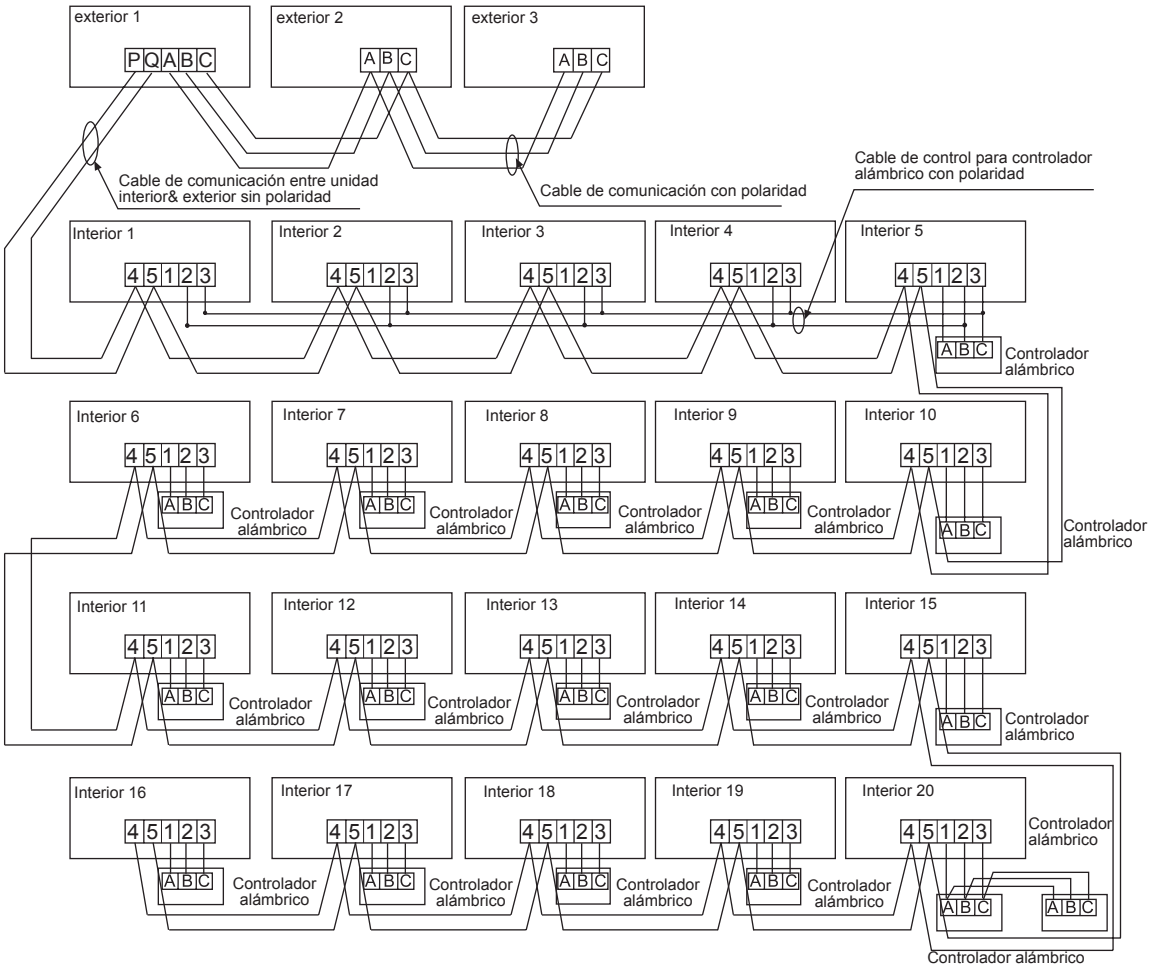 exterior 1
exterior 2
exterior 3
P Q A B C
A B C
A B C
Cable de comunicación entre unidad
interior& exterior sin polaridad
Cable de comunicación con polaridad
Cable de control para controlador
alámbrico con polaridad
Interior 1
Interior 2
Interior 3
Interior 4
Interior 5
4 5 1 2 3
4 5 1 2 3
4 5 1 2 3
4 5 1 2 3
4 5 1 2 3
A B C
Controlador
alámbrico
Interior 6
Interior 7
Interior 8
Interior 9
Interior 10
4 5 1 2 3
4 5 1 2 3
4 5 1 2 3
4 5 1 2 3
4 5 1 2 3
A B C
Controlador
alámbrico
A B C
Controlador
alámbrico
A B C
Controlador
alámbrico
A B C
Controlador
alámbrico
A B C
Controlador
alámbrico
Interior 11
Interior 12
Interior 13
Interior 14
Interior 15
4 5 1 2 3
4 5 1 2 3
4 5 1 2 3
4 5 1 2 3
4 5 1 2 3
A B C
Controlador
alámbrico
A B C
Controlador
alámbrico
A B C
Controlador
alámbrico
A B C
Controlador
alámbrico
A B C
Controlador
alámbrico
Interior 16
Interior 17
Interior 18
Interior 19
Interior 20
4 5 1 2 3
4 5 1 2 3
4 5 1 2 3
4 5 1 2 3
4 5 1 2 3
Controlador
alámbrico
A B C
Controlador
alámbrico
A B C
Controlador
alámbrico
A B C
Controlador
alámbrico
A B C
Controlador
alámbrico
A B C
A B C
Controlador alámbrico